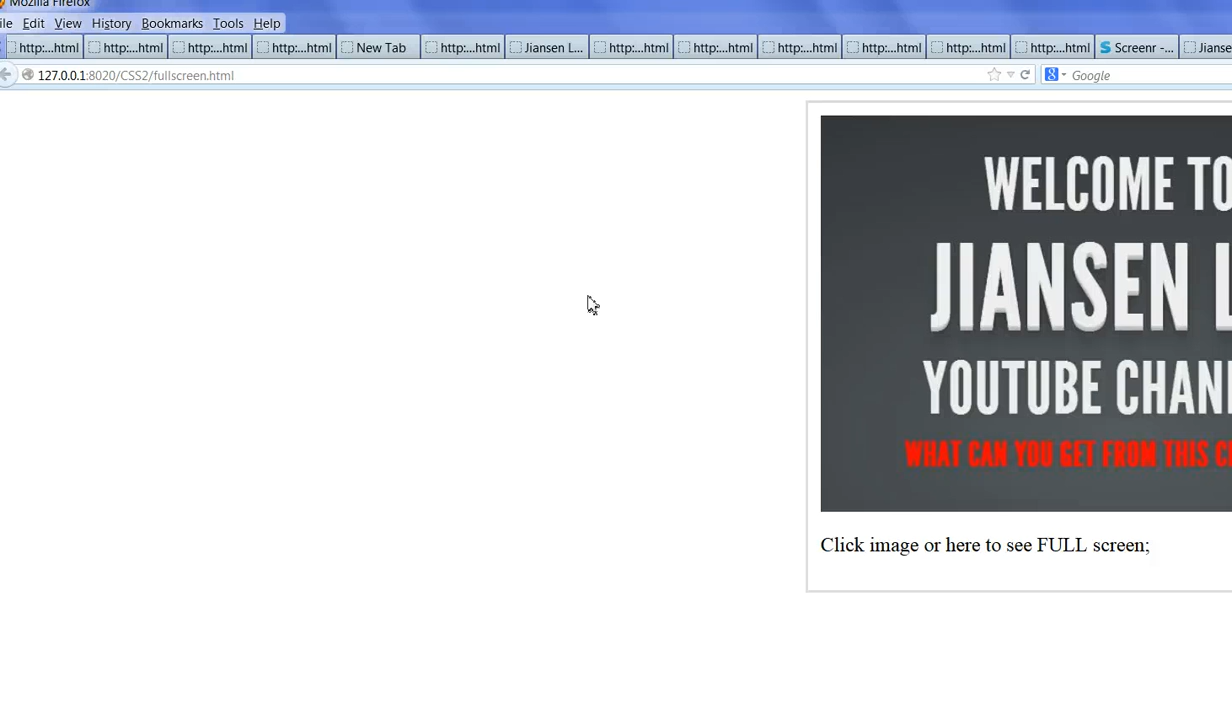 Mozilla Firefox
ile Edit View History Bookmarks Tools Help
http:...html http:...html http:...html http:...html New Tab http:...html Jiansen L... http:...html http:...html http:...html http:...html http:...html http:...html Screenr -... Jianse
127.0.0.1:8020/CSS2/fullscreen.html Google
WELCOME TO
JIANSEN L
YOUTUBE CHAN
WHAT CAN YOU GET FROM THIS C
Click image or here to see FULL screen;